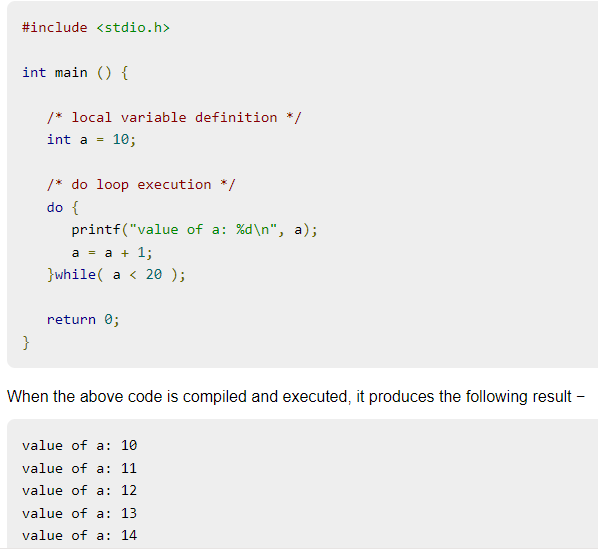 #include <stdio.h>
int main () {
/* local variable definition */
int a = 10;
/* do loop execution */
do {
printf("value of a: %d\n", a);
a = a + 1;
}while( a < 20 );
return 0;
}
When the above code is compiled and executed, it produces the following result −
value of a: 10
value of a: 11
value of a: 12
value of a: 13
value of a: 14